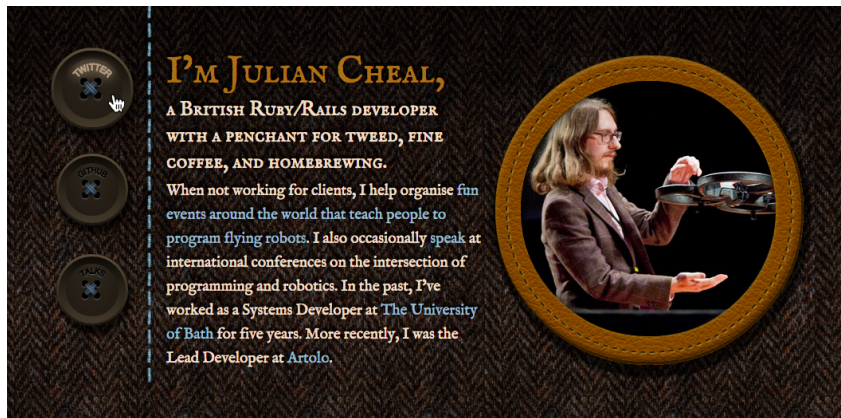 TWITTER
GITHUB
TALKS
I'm Julian Cheal,
a British Ruby/Rails developer
with a penchant for tweed, fine
coffee, and homebrewing.
When not working for clients, I help organise fun
events around the world that teach people to
program flying robots. I also occasionally speak at
international conferences on the intersection of
programming and robotics. In the past, I've
worked as a Systems Developer at The University
of Bath for five years. More recently, I was the
Lead Developer at Artolo.